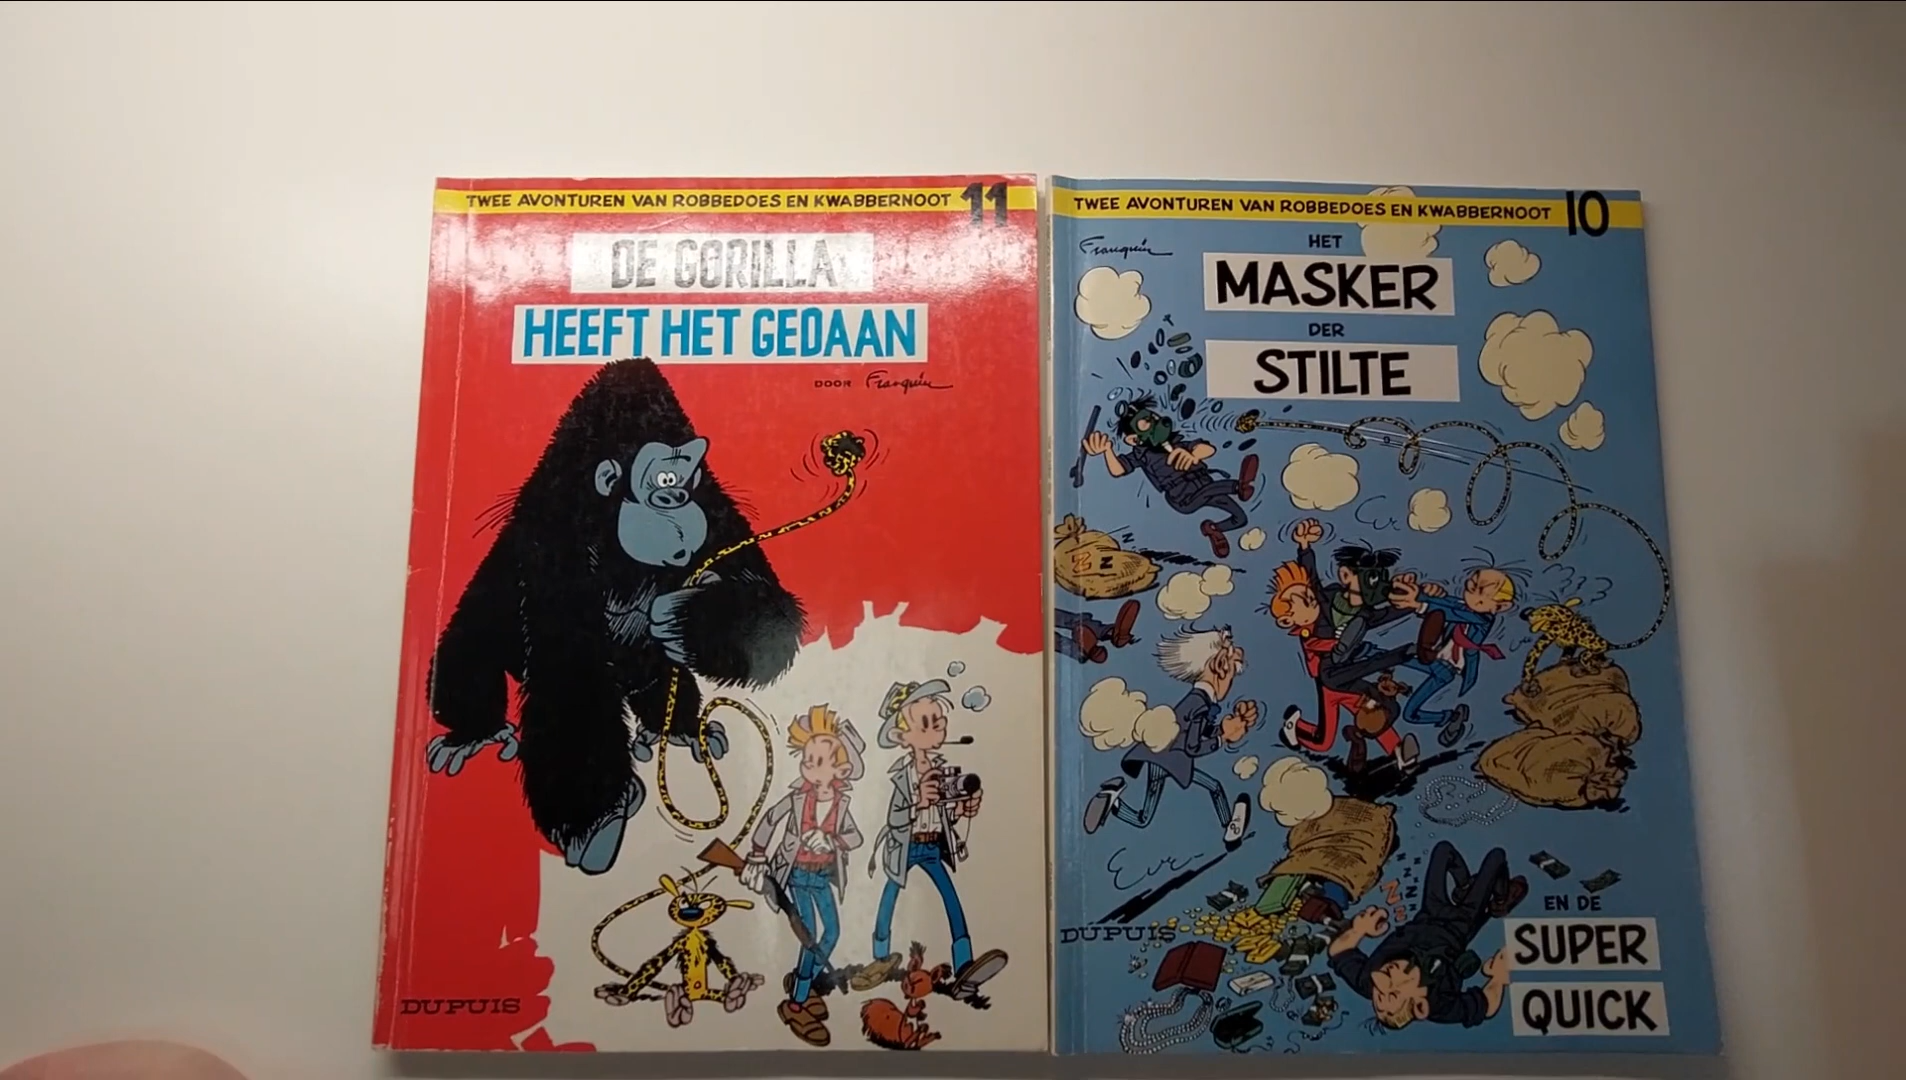 TWEE AVONTUREN VAN ROBBEDOES EN KWABBERNOOT 11
DE GORILLA
HEEFT HET GEDAAN
DOOR Franquin
DUPUIS
TWEE AVONTUREN VAN ROBBEDOES EN KWABBERNOOT 10
Franquin
HET
MASKER
DER
STILTE
Z Z
Z
Z
DUPUIS
EN DE
SUPER
QUICK